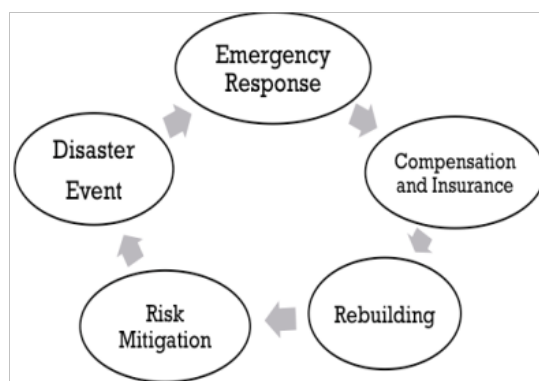 Emergency
Response
Disaster
Event
Compensation
and Insurance
Risk
Mitigation
Rebuilding